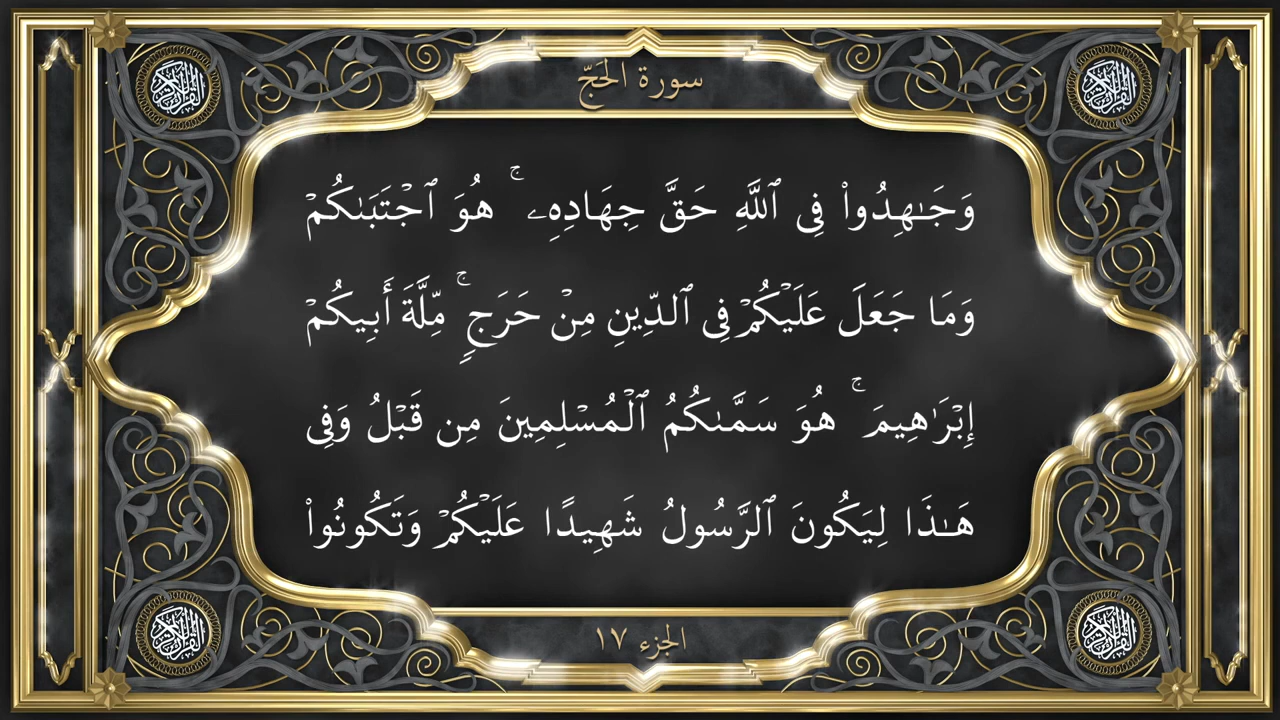 سورة الحَجّ
وَجَـٰهِدُوا۟ فِى ٱللَّهِ حَقَّ جِهَادِهِۦ ۚ هُوَ ٱجْتَبَىٰكُمْ
وَمَا جَعَلَ عَلَيْكُمْ فِى ٱلدِّينِ مِنْ حَرَجٍ ۚ مِّلَّةَ أَبِيكُمْ
إِبْرَٰهِيمَ ۚ هُوَ سَمَّىٰكُمُ ٱلْمُسْلِمِينَ مِن قَبْلُ وَفِى
هَـٰذَا لِيَكُونَ ٱلرَّسُولُ شَهِيدًا عَلَيْكُمْ وَتَكُونُوا۟
الجزء ١٧